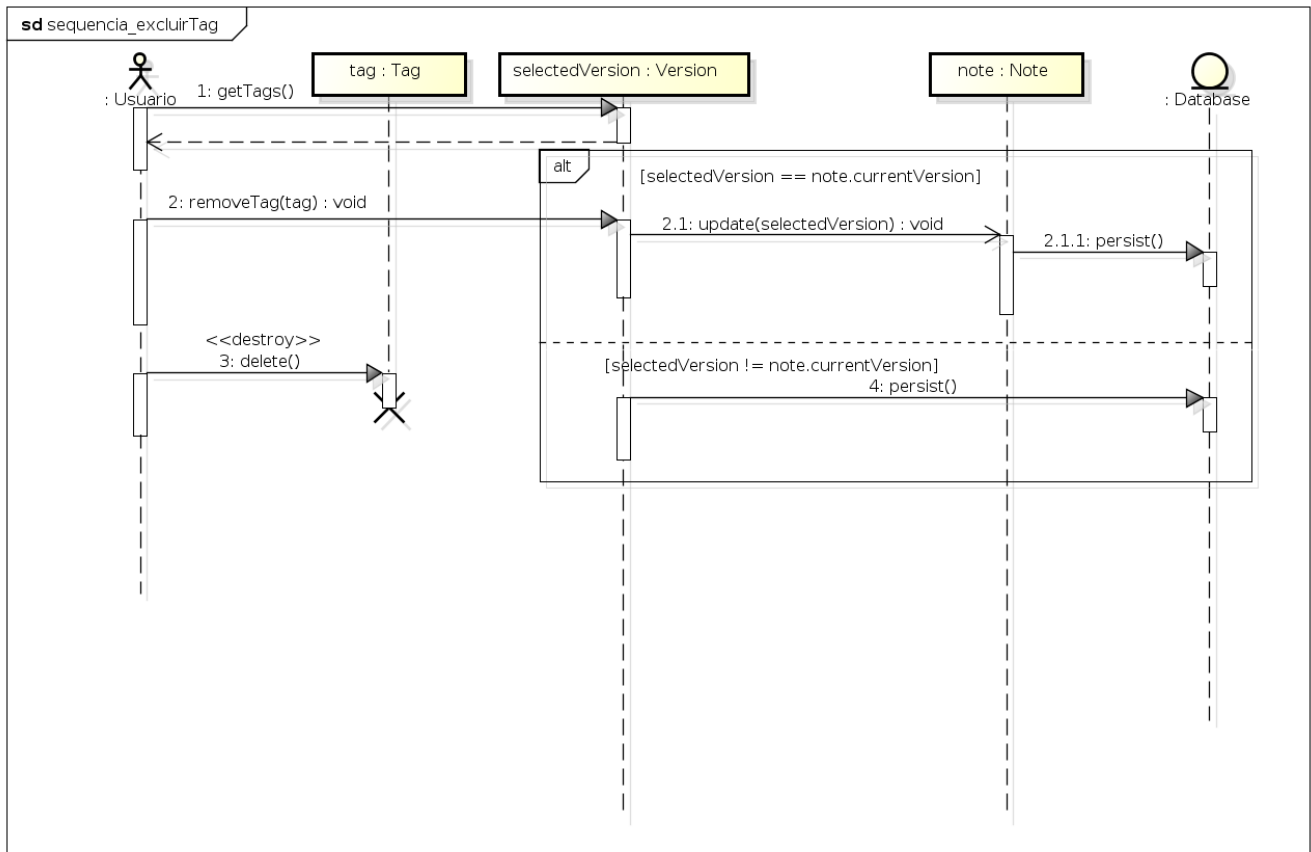 sd sequencia_excluirTag
: Usuario
tag : Tag
selectedVersion : Version
note : Note
: Database
1: getTags()
alt
[selectedVersion == note.currentVersion]
2: removeTag(tag) : void
2.1: update(selectedVersion) : void
2.1.1: persist()
<<destroy>>
3: delete()
[selectedVersion != note.currentVersion]
4: persist()